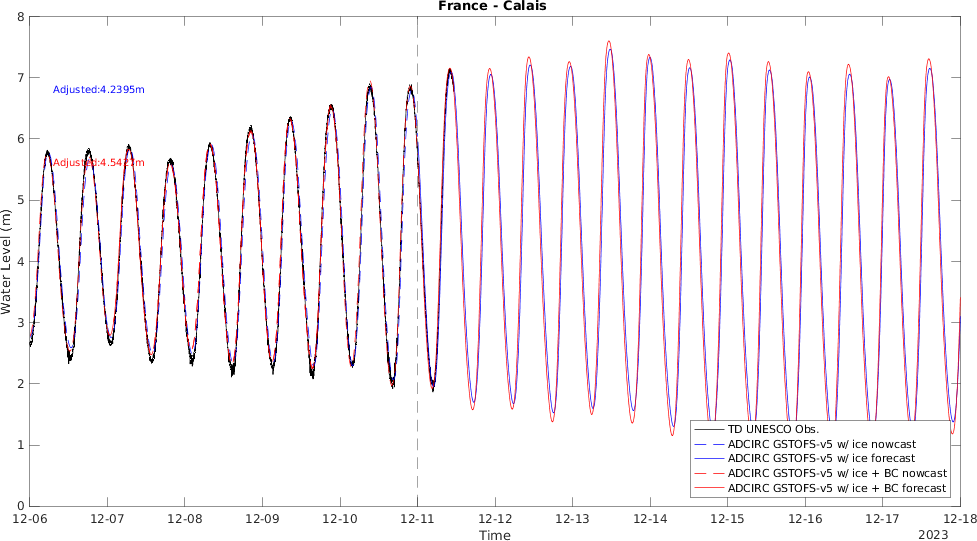 France - Calais
8
7
6
5
4
3
2
1
0
Water Level (m)
Adjusted:4.2395m
TD UNESCO Obs.
ADCIRC GSTOFS-v5 w/ ice nowcast
ADCIRC GSTOFS-v5 w/ ice forecast
ADCIRC GSTOFS-v5 w/ ice + BC nowcast
ADCIRC GSTOFS-v5 w/ ice + BC forecast
12-06 12-07 12-08 12-09 12-10 12-11 12-12 12-13 12-14 12-15 12-16 12-17 12-18
Time
2023